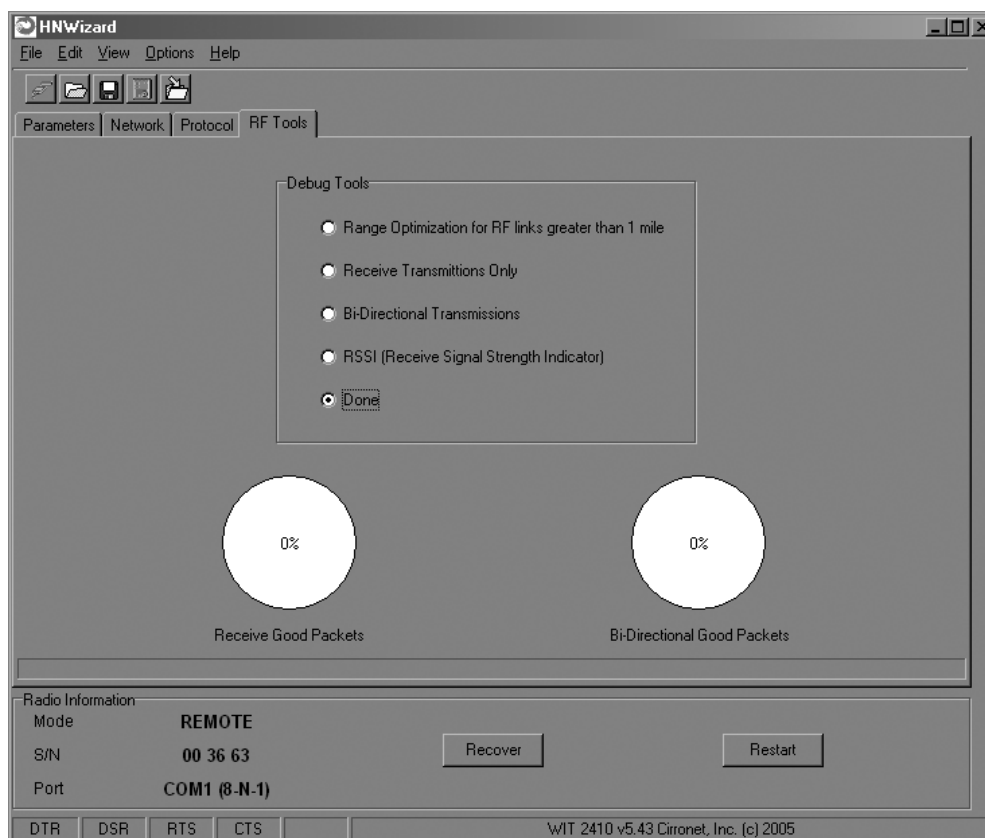 HNWizard
File Edit View Options Help
Parameters Network Protocol RF Tools
Debug Tools
Range Optimization for RF links greater than 1 mile
Receive Transmittions Only
Bi-Directional Transmissions
RSSI (Receive Signal Strength Indicator)
Done
0% 0%
Receive Good Packets Bi-Directional Good Packets
Radio Information
Mode REMOTE
S/N 00 36 63 Recover Restart
Port COM1 (8-N-1)
DTR DSR RTS CTS WIT 2410 v5.43 Cirronet, Inc. (c) 2005